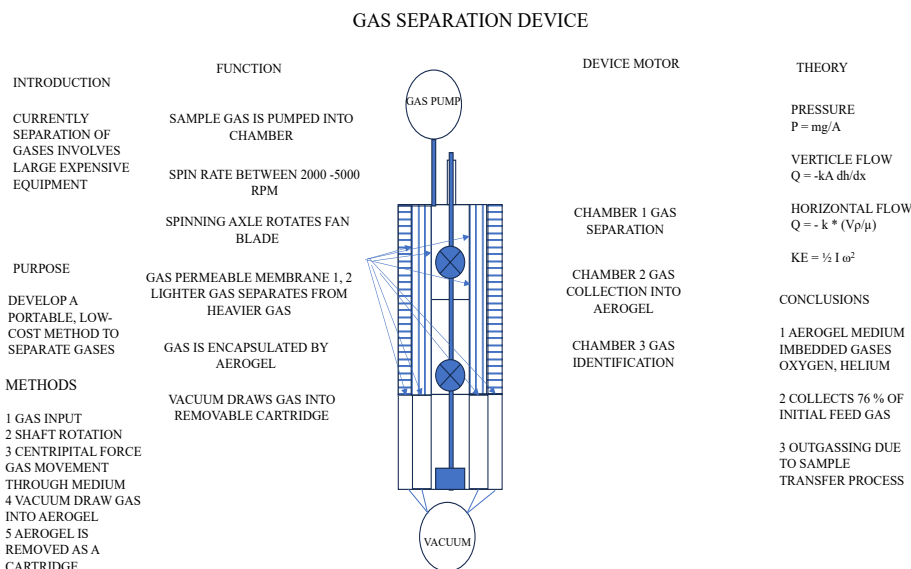 GAS SEPARATION DEVICE
INTRODUCTION
CURRENTLY
SEPARATION OF
GASES INVOLVES
LARGE EXPENSIVE
EQUIPMENT
PURPOSE
DEVELOP A
PORTABLE, LOW-
COST METHOD TO
SEPARATE GASES
METHODS
1 GAS INPUT
2 SHAFT ROTATION
3 CENTRIPITAL FORCE
GAS MOVEMENT
THROUGH MEDIUM
4 VACUUM DRAW GAS
INTO AEROGEL
5 AEROGEL IS
REMOVED AS A
CARTRIDGE
FUNCTION
SAMPLE GAS IS PUMPED INTO
CHAMBER
SPIN RATE BETWEEN 2000 -5000
RPM
SPINNING AXLE ROTATES FAN
BLADE
GAS PERMEABLE MEMBRANE 1, 2
LIGHTER GAS SEPARATES FROM
HEAVIER GAS
GAS IS ENCAPSULATED BY
AEROGEL
VACUUM DRAWS GAS INTO
REMOVABLE CARTRIDGE
GAS PUMP
VACUUM
DEVICE MOTOR
CHAMBER 1 GAS
SEPARATION
CHAMBER 2 GAS
COLLECTION INTO
AEROGEL
CHAMBER 3 GAS
IDENTIFICATION
THEORY
PRESSURE
P = mg/A
VERTICLE FLOW
Q = -kA dh/dx
HORIZONTAL FLOW
Q = - k * (Vρ/μ)
KE = ½ I ω²
CONCLUSIONS
1 AEROGEL MEDIUM
IMBEDDED GASES
OXYGEN, HELIUM
2 COLLECTS 76 % OF
INITIAL FEED GAS
3 OUTGASSING DUE
TO SAMPLE
TRANSFER PROCESS